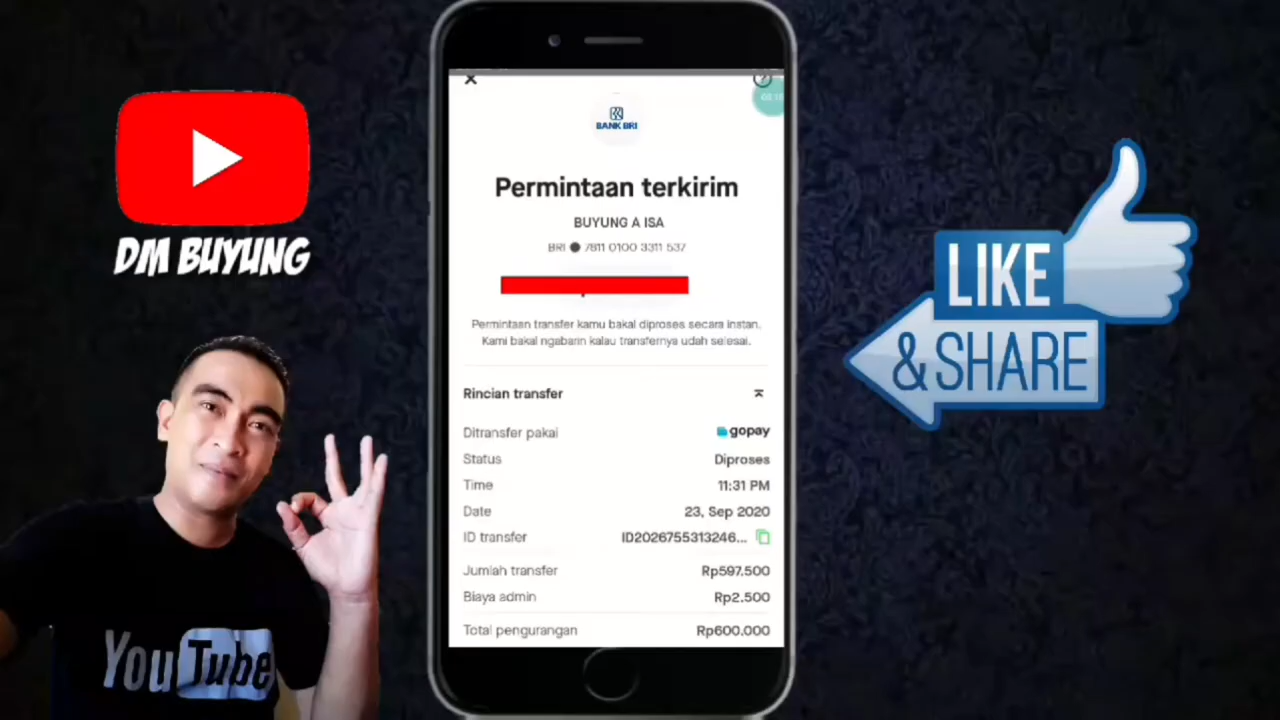 DM BUYUNG
YouTube
BANK BRI
Permintaan terkirim
BUYUNG A ISA
BRI ● 7811 0100 3311 537
Permintaan transfer kamu bakal diproses secara instan.
Kami bakal ngabarin kalau transfernya udah selesai.
Rincian transfer
Ditransfer pakai gopay
Status Diproses
Time 11:31 PM
Date 23, Sep 2020
ID transfer ID2026755313246...
Jumlah transfer Rp597.500
Biaya admin Rp2.500
Total pengurangan Rp600.000
LIKE
& SHARE